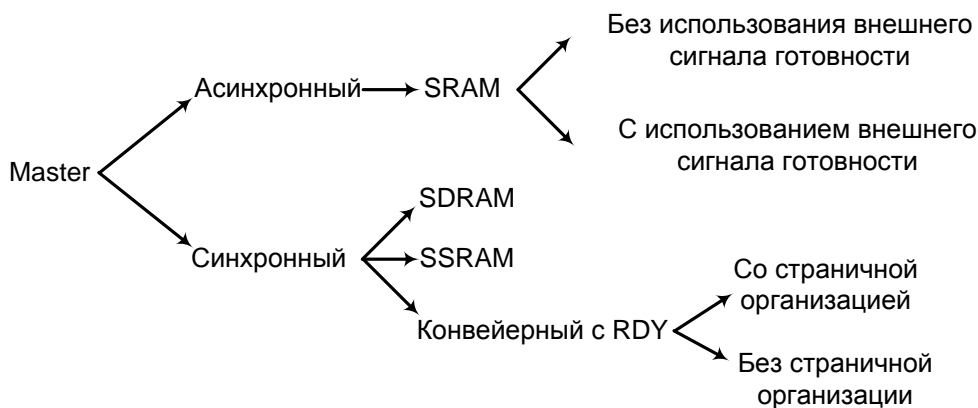 Без использования внешнего
сигнала готовности
Асинхронный
SRAM
С использованием внешнего
сигнала готовности
Master
SDRAM
Синхронный
SSRAM
Со страничной
организацией
Конвейерный с RDY
Без страничной
организации